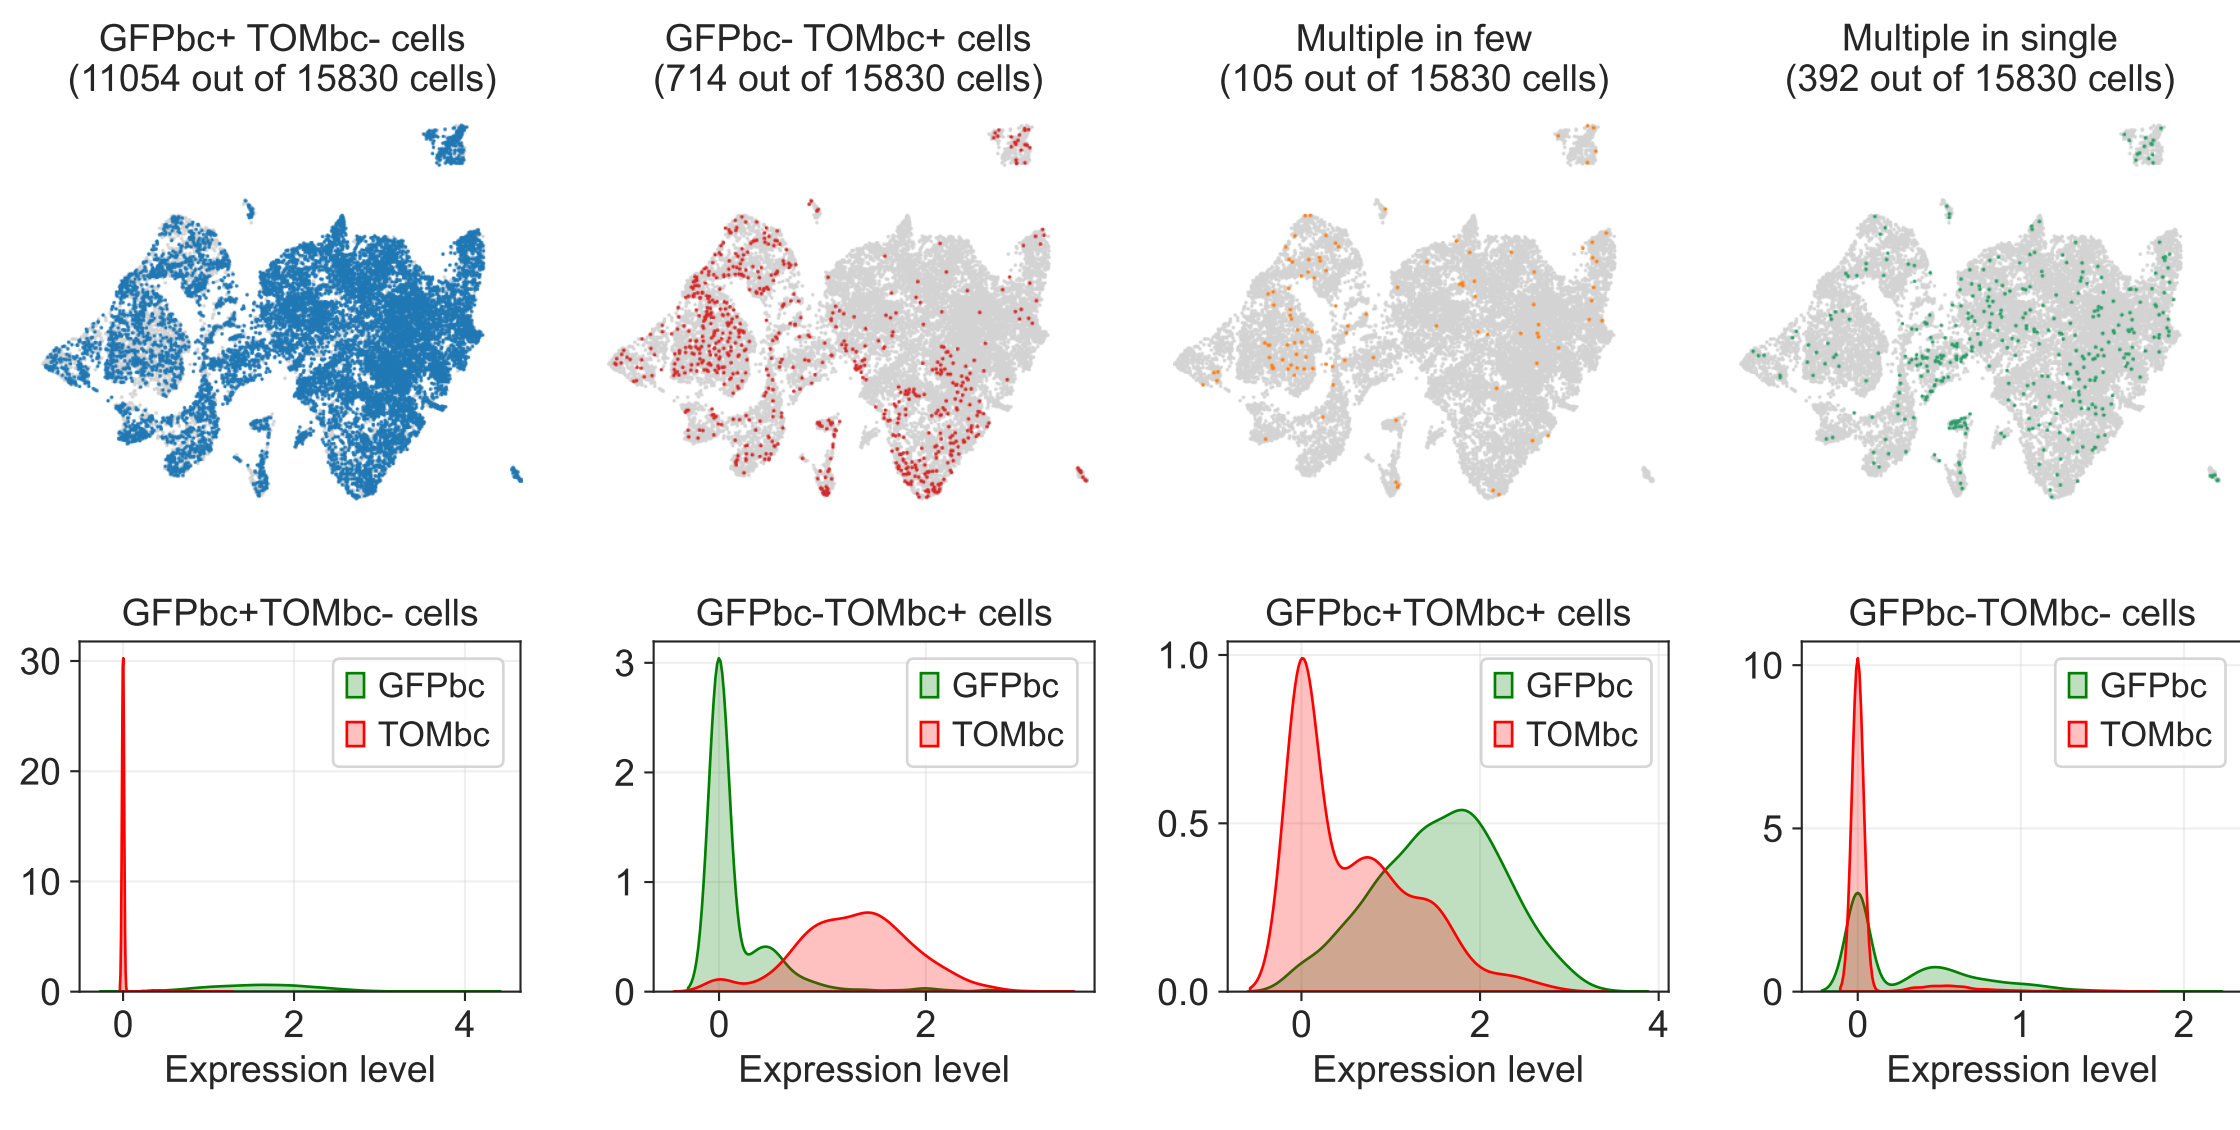 GFPbc+ TOMbc- cells
(11054 out of 15830 cells)
GFPbc- TOMbc+ cells
(714 out of 15830 cells)
Multiple in few
(105 out of 15830 cells)
Multiple in single
(392 out of 15830 cells)
GFPbc+TOMbc- cells
30
20
10
0
0 2 4
GFPbc
TOMbc
Expression level
GFPbc-TOMbc+ cells
3
2
1
0
0 2
GFPbc
TOMbc
Expression level
GFPbc+TOMbc+ cells
1.0
0.5
0.0
0 2 4
GFPbc
TOMbc
Expression level
GFPbc-TOMbc- cells
10
5
0
0 1 2
GFPbc
TOMbc
Expression level